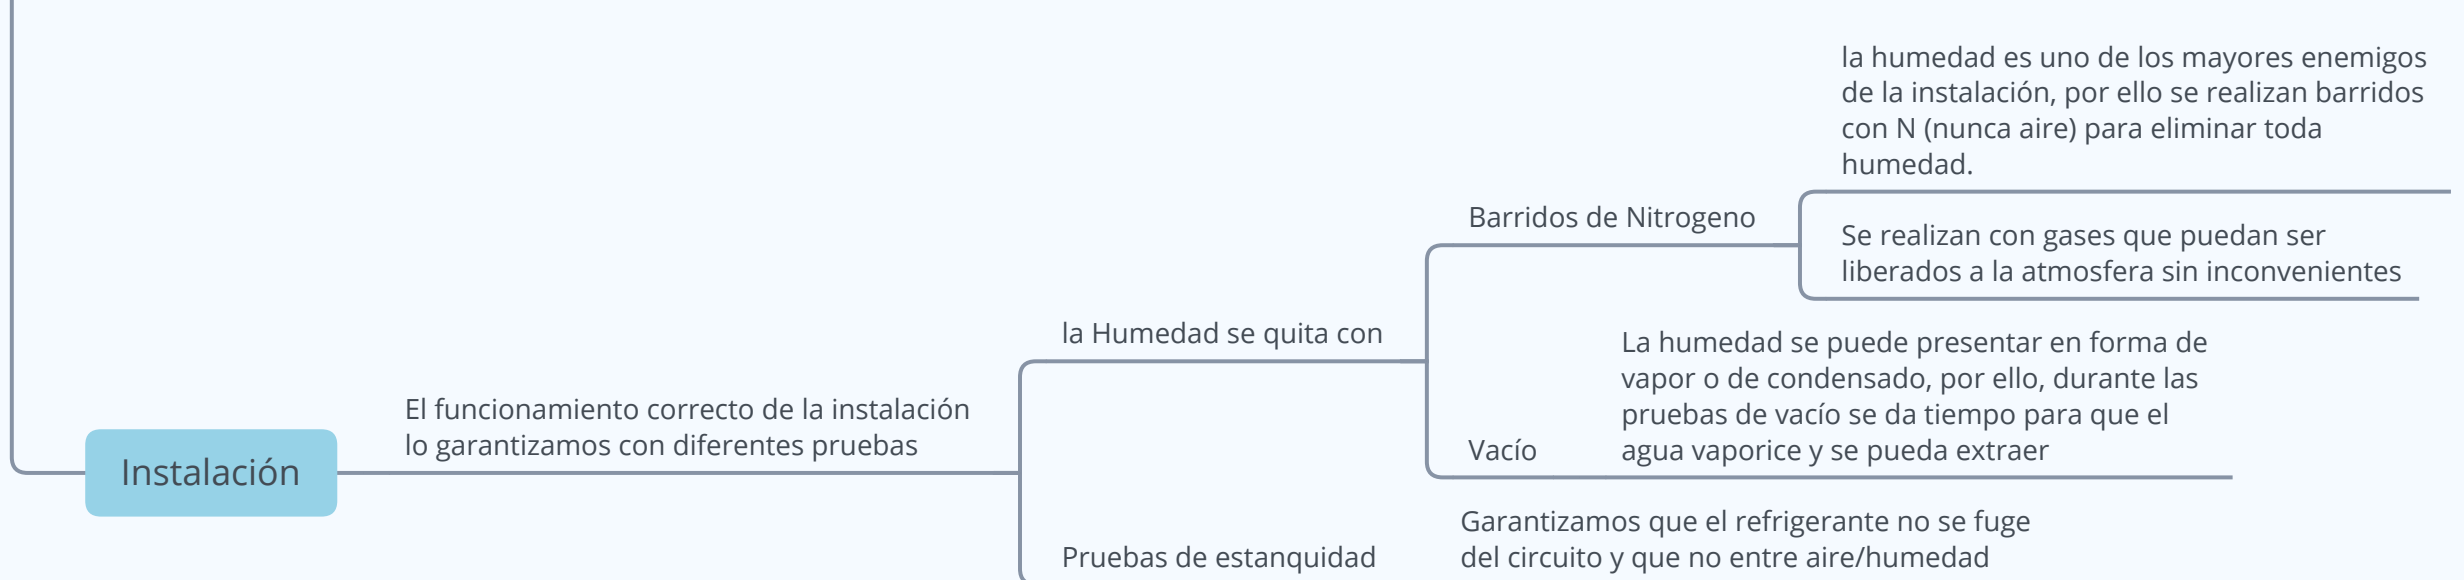 Instalación
El funcionamiento correcto de la instalación
lo garantizamos con diferentes pruebas
la Humedad se quita con
Barridos de Nitrogeno
la humedad es uno de los mayores enemigos
de la instalación, por ello se realizan barridos
con N (nunca aire) para eliminar toda
humedad.
Se realizan con gases que puedan ser
liberados a la atmosfera sin inconvenientes
Vacío
La humedad se puede presentar en forma de
vapor o de condensado, por ello, durante las
pruebas de vacío se da tiempo para que el
agua vaporice y se pueda extraer
Pruebas de estanquidad
Garantizamos que el refrigerante no se fuge
del circuito y que no entre aire/humedad